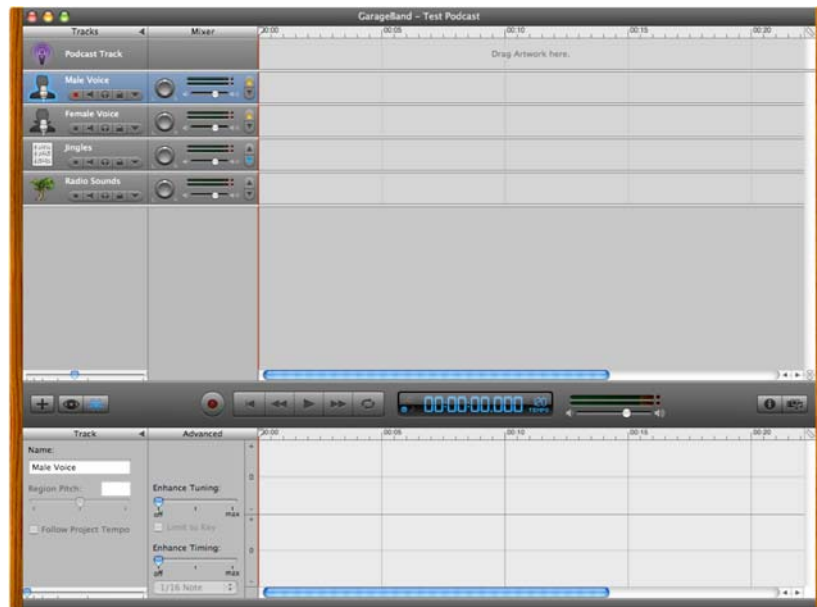 GarageBand - Test Podcast
Tracks Mixer 00:00 00:05 00:10 00:15 00:20
Podcast Track Drag Artwork here.
Male Voice
Female Voice
Jingles
Radio Sounds
00:00:00.000 120
TEMPO
Track Advanced 00:00 00:05 00:10 00:15 00:20
Name:
Male Voice
Region Pitch: Enhance Tuning:
off max
Follow Project Tempo Limit to Key
Enhance Timing:
off max
1/16 Note